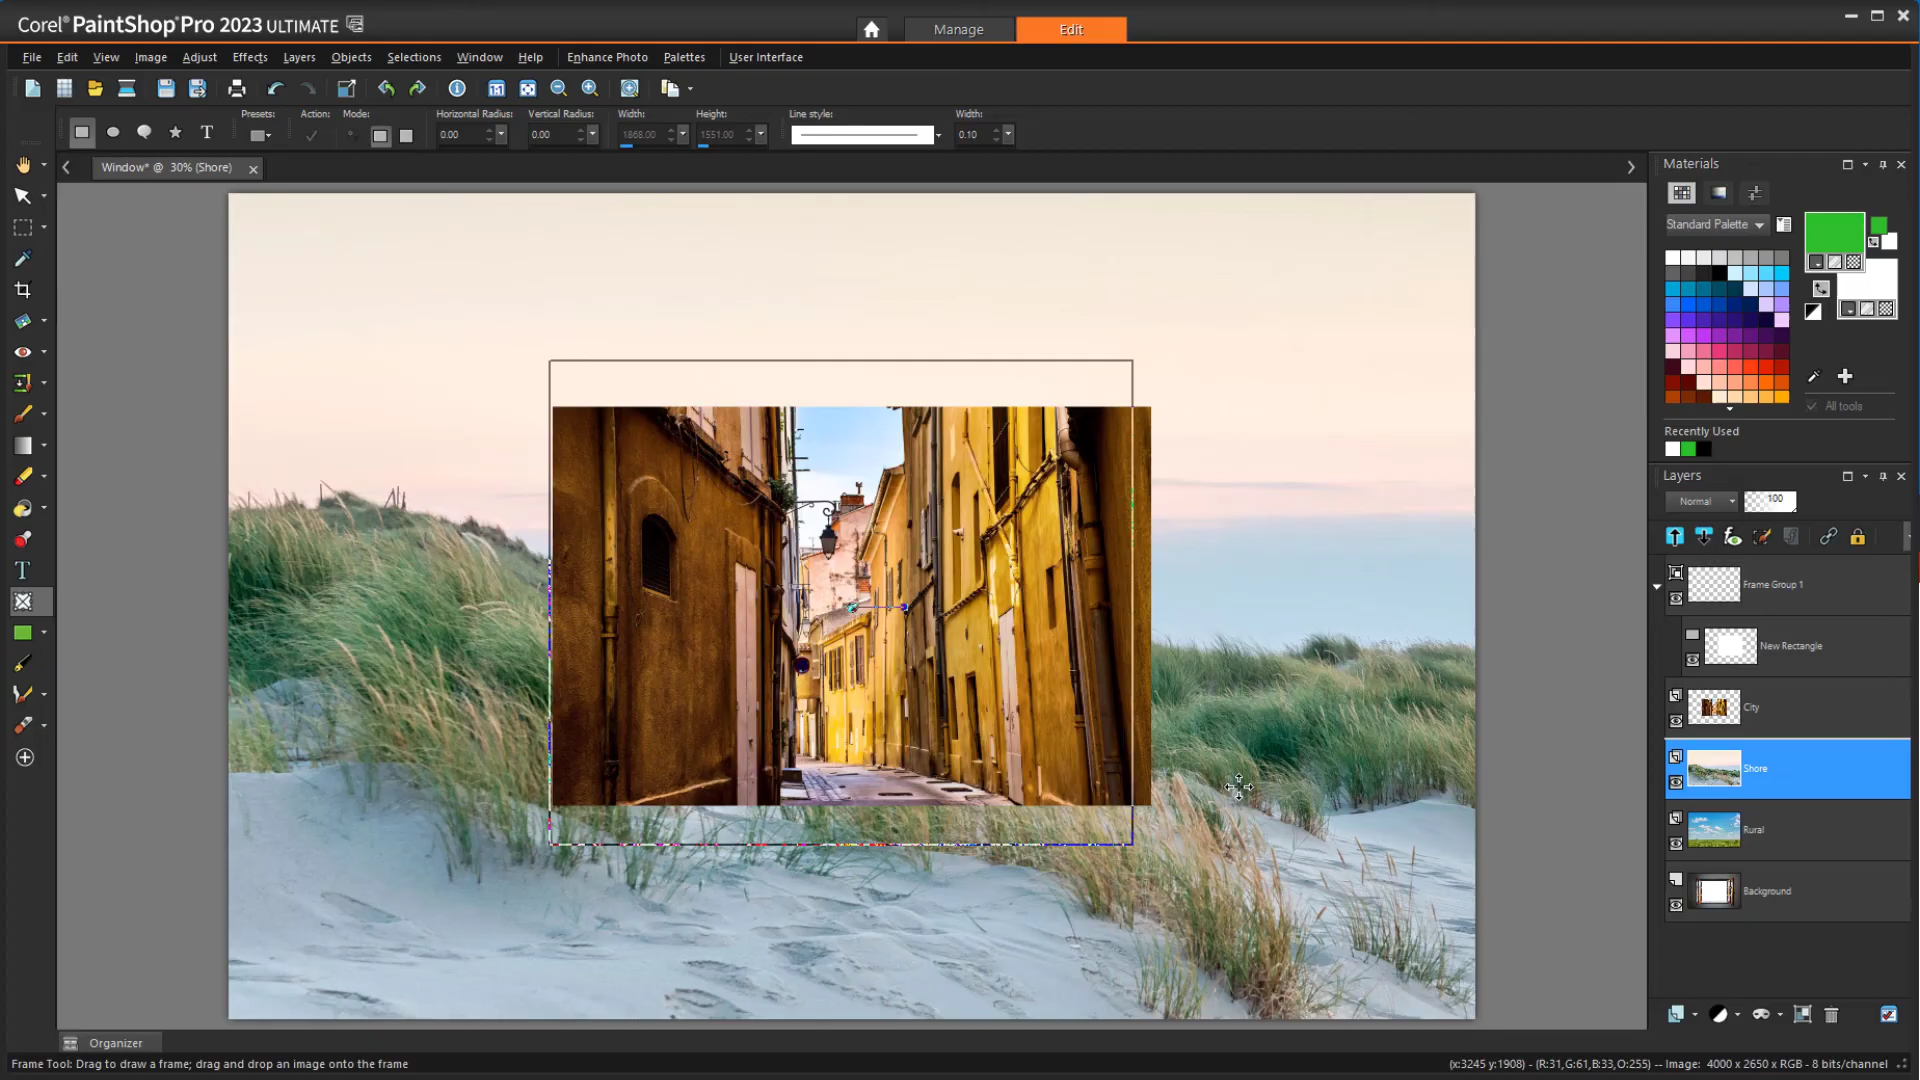 Corel® PaintShop® Pro 2023 ULTIMATE
Manage
Edit
File Edit View Image Adjust Effects Layers Objects Selections Window Help Enhance Photo Palettes User Interface
Presets: Action: Mode: Horizontal Radius: Vertical Radius: Width: Height: Line style: Width:
0.00 0.00 1868.00 1551.00 0.10
Window* @ 30% (Shore)
Materials
Standard Palette
All tools
Recently Used
Layers
Normal 100
Frame Group 1
New Rectangle
City
Shore
Rural
Background
Organizer
Frame Tool: Drag to draw a frame; drag and drop an image onto the frame
(x:3245 y:1908) -- (R:31,G:61,B:33,O:255) -- Image: 4000 x 2650 x RGB - 8 bits/channel